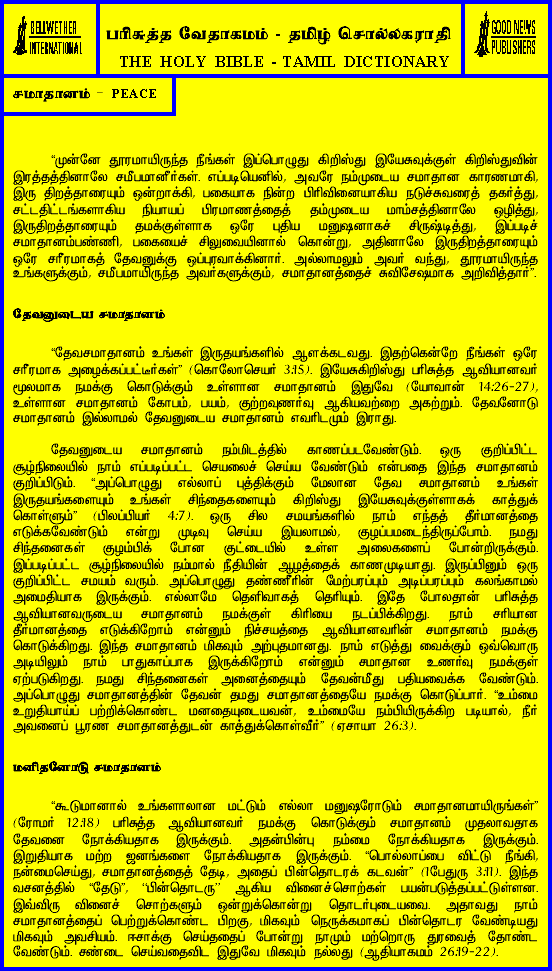 BELLWETHER
INTERNATIONAL
பரிசுத்த வேதாகமம் - தமிழ் சொல்லகராதி
THE HOLY BIBLE - TAMIL DICTIONARY
GOOD NEWS
PUBLISHERS
சமாதானம் - PEACE
“முன்னே தூரமாயிருந்த நீங்கள் இப்பொழுது கிறிஸ்து இயேசுவுக்குள் கிறிஸ்துவின்
இரத்தத்தினாலே சமீபமானீர்கள். எப்படியெனில், அவரே நம்முடைய சமாதான காரணமாகி,
இரு திறத்தாரையும் ஒன்றாக்கி, பகையாக நின்ற பிரிவினையாகிய நடுச்சுவரைத் தகர்த்து,
சட்டதிட்டங்களாகிய நியாயப் பிரமாணத்தைத் தம்முடைய மாம்சத்தினாலே ஒழித்து,
இருதிறத்தாரையும் தமக்குள்ளாக ஒரே புதிய மனுஷனாகச் சிருஷ்டித்து, இப்படிச்
சமாதானம்பண்ணி, பகையைச் சிலுவையினால் கொன்று, அதினாலே இருதிறத்தாரையும்
ஒரே சரீரமாகத் தேவனுக்கு ஒப்புரவாக்கினார். அல்லாமலும் அவர் வந்து, தூரமாயிருந்த
உங்களுக்கும், சமீபமாயிருந்த அவர்களுக்கும், சமாதானத்தைச் சுவிசேஷமாக அறிவித்தார்”.
தேவனுடைய சமாதானம்
“தேவசமாதானம் உங்கள் இருதயங்களில் ஆளக்கடவது. இதற்கென்றே நீங்கள் ஒரே
சரீரமாக அழைக்கப்பட்டீர்கள்” (கொலோசெயர் 3:15). இயேசுகிறிஸ்து பரிசுத்த ஆவியானவர்
மூலமாக நமக்கு கொடுக்கும் உள்ளான சமாதானம் இதுவே (யோவான் 14:26-27),
உள்ளான சமாதானம் கோபம், பயம், குற்றவுணர்வு ஆகியவற்றை அகற்றும். தேவனோடு
சமாதானம் இல்லாமல் தேவனுடைய சமாதானம் எவரிடமும் இராது.
தேவனுடைய சமாதானம் நம்மிடத்தில் காணப்படவேண்டும். ஒரு குறிப்பிட்ட
சூழ்நிலையில் நாம் எப்படிப்பட்ட செயலைச் செய்ய வேண்டும் என்பதை இந்த சமாதானம்
குறிப்பிடும். “அப்பொழுது எல்லாப் புத்திக்கும் மேலான தேவ சமாதானம் உங்கள்
இருதயங்களையும் உங்கள் சிந்தைகளையும் கிறிஸ்து இயேசுவுக்குள்ளாகக் காத்துக்
கொள்ளும்” (பிலப்பியர் 4:7). ஒரு சில சமயங்களில் நாம் எந்தத் தீர்மானத்தை
எடுக்கவேண்டும் என்று முடிவு செய்ய இயலாமல், குழப்பமடைந்திருப்போம். நமது
சிந்தனைகள் குழம்பிக் போன குட்டையில் உள்ள அலைகளைப் போன்றிருக்கும்.
இப்படிப்பட்ட சூழ்நிலையில் நம்மால் நீதியின் ஆழத்தைக் காணமுடியாது. இருப்பினும் ஒரு
குறிப்பிட்ட சமயம் வரும். அப்பொழுது தண்ணீரின் மேற்பரப்பும் அடிப்பரப்பும் கலங்காமல்
அமைதியாக இருக்கும். எல்லாமே தெளிவாகத் தெரியும். இதே போலதான் பரிசுத்த
ஆவியானவருடைய சமாதானம் நமக்குள் கிரியை நடப்பிக்கிறது. நாம் சரியான
தீர்மானத்தை எடுக்கிறோம் என்னும் நிச்சயத்தை ஆவியானவரின் சமாதானம் நமக்கு
கொடுக்கிறது. இந்த சமாதானம் மிகவும் அற்புதமானது. நாம் எடுத்து வைக்கும் ஒவ்வொரு
அடியிலும் நாம் பாதுகாப்பாக இருக்கிறோம் என்னும் சமாதான உணர்வு நமக்குள்
ஏற்படுகிறது. நமது சிந்தனைகள் அனைத்தையும் தேவன்மீது பதியவைக்க வேண்டும்.
அப்பொழுது சமாதானத்தின் தேவன் தமது சமாதானத்தையே நமக்கு கொடுப்பார். “உம்மை
உறுதியாய்ப் பற்றிக்கொண்ட மனதையுடையவன், உம்மையே நம்பியிருக்கிற படியால், நீர்
அவனைப் பூரண சமாதானத்துடன் காத்துக்கொள்வீர்” (ஏசாயா 26:3).
மனிதனோடு சமாதானம்
“கூடுமானால் உங்களாலான மட்டும் எல்லா மனுஷரோடும் சமாதானமாயிருங்கள்”
(ரோமர் 12:18) பரிசுத்த ஆவியானவர் நமக்கு கொடுக்கும் சமாதானம் முதலாவதாக
தேவனை நோக்கியதாக இருக்கும். அதன்பின்பு நம்மை நோக்கியதாக இருக்கும்.
இறுதியாக மற்ற ஜனங்களை நோக்கியதாக இருக்கும். “பொல்லாப்பை விட்டு நீங்கி,
நன்மைசெய்து, சமாதானத்தைத் தேடி, அதைப் பின்தொடரக் கடவன்” (1பேதுரு 3:11). இந்த
வசனத்தில் “தேடு”, “பின்தொடரு” ஆகிய வினைச்சொற்கள் பயன்படுத்தப்பட்டுள்ளன.
இவ்விரு வினைச் சொற்களும் ஒன்றுக்கொன்று தொடர்புடையவை. அதாவது நாம்
சமாதானத்தைப் பெற்றுக்கொண்ட பிறகு, மிகவும் நெருக்கமாகப் பின்தொடர வேண்டியது
மிகவும் அவசியம். ஈசாக்கு செய்ததைப் போன்று நாமும் மற்றொரு துரவைத் தோண்ட
வேண்டும். சண்டை செய்வதைவிட இதுவே மிகவும் நல்லது (ஆதியாகமம் 26:19-22).